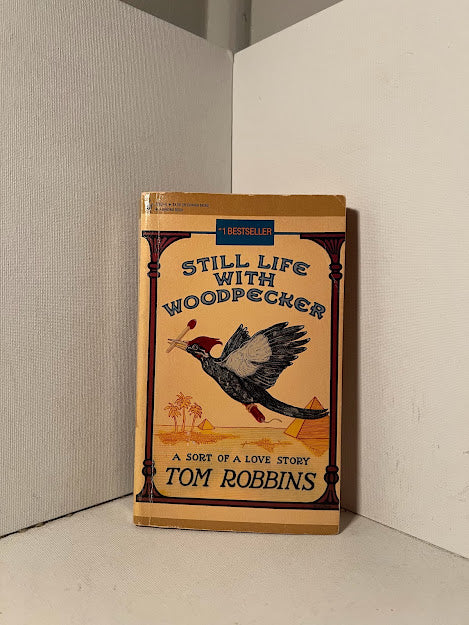 #1 BESTSELLER
STILL LIFE
WITH
WOODPECKER
A SORT OF A LOVE STORY
TOM ROBBINS